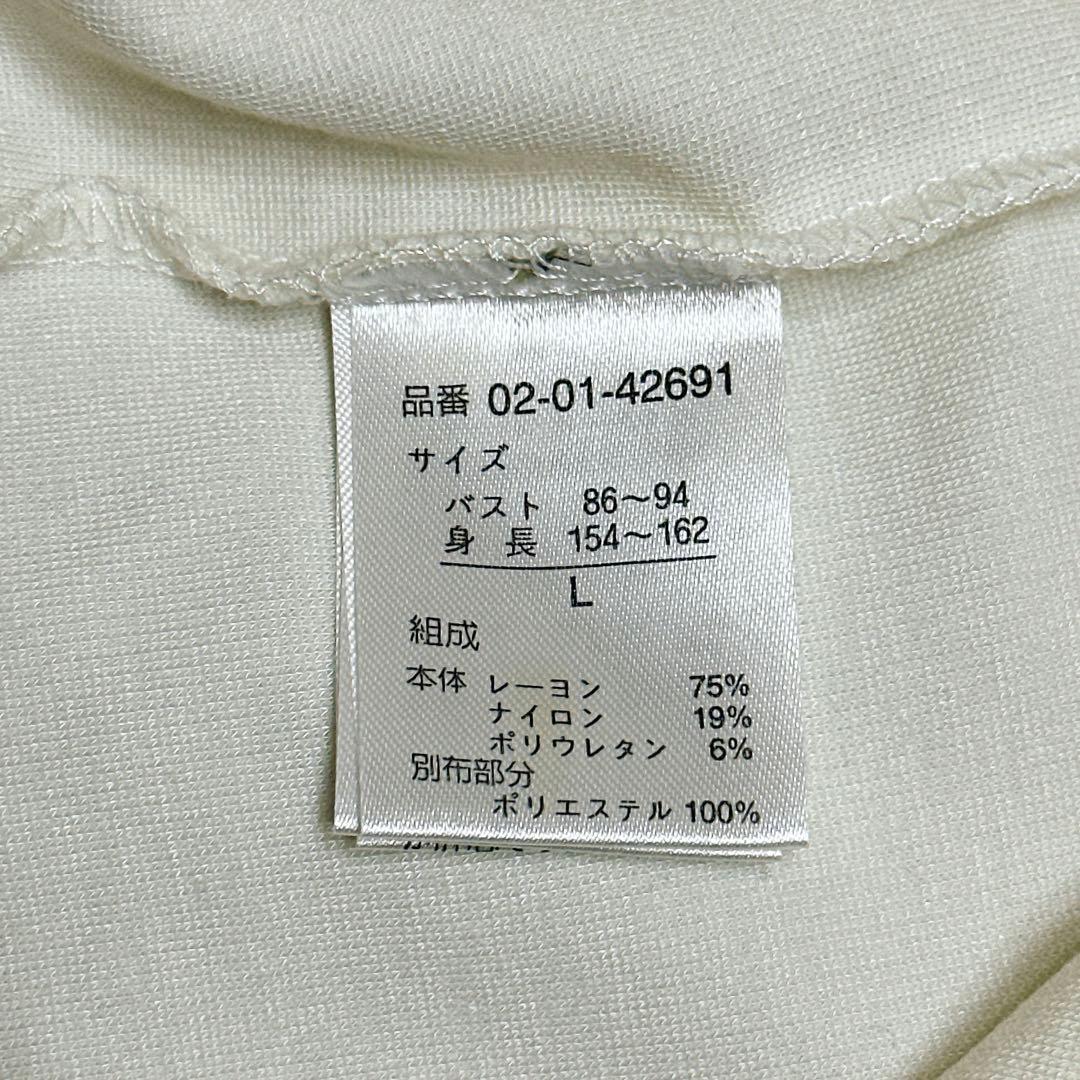 品番 02-01-42691
サイズ
バスト 86〜94
身 長 154〜162
L
組成
本体 レーヨン 75%
ナイロン 19%
ポリウレタン 6%
別布部分
ポリエステル 100%